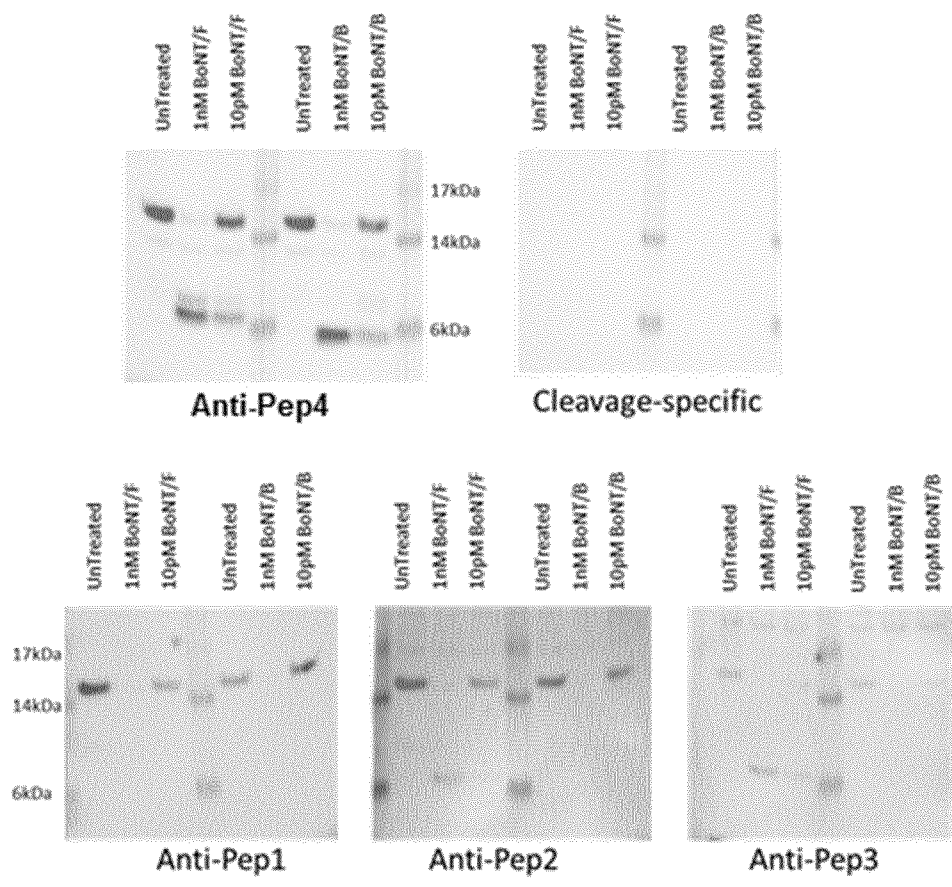 UnTreated
1nM BoNT/F
10pM BoNT/F
UnTreated
1nM BoNT/B
10pM BoNT/B
17kDa
14kDa
6kDa
Anti-Pep4
UnTreated
1nM BoNT/F
10pM BoNT/F
UnTreated
1nM BoNT/B
10pM BoNT/B
Cleavage-specific
UnTreated
1nM BoNT/F
10pM BoNT/F
UnTreated
1nM BoNT/B
10pM BoNT/B
17kDa
14kDa
6kDa
Anti-Pep1
UnTreated
1nM BoNT/F
10pM BoNT/F
UnTreated
1nM BoNT/B
10pM BoNT/B
Anti-Pep2
UnTreated
1nM BoNT/F
10pM BoNT/F
UnTreated
1nM BoNT/B
10pM BoNT/B
Anti-Pep3